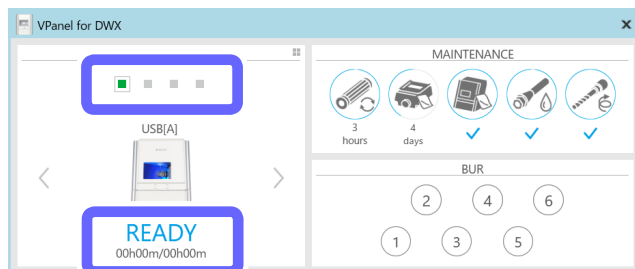 VPanel for DWX
USB[A]
READY
00h00m/00h00m
MAINTENANCE
3
hours
4
days
BUR
2 4 6
1 3 5